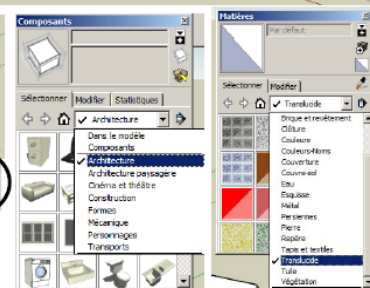 Composants
Sélectionner Modifier Statistiques
Architecture
Dans le modèle
Composants
Architecture
Architecture paysagère
Cinéma et théâtre
Construction
Formes
Mécanique
Personnages
Transports
Matières
Par défaut
Sélectionner Modifier
Translucide
Brique et revêtement
Clôture
Couleurs
Couleurs-Noms
Couverture
Couvre-sol
Eau
Esquisse
Métal
Persiennes
Pierre
Repère
Tapis et textiles
Translucide
Tuile
Végétation